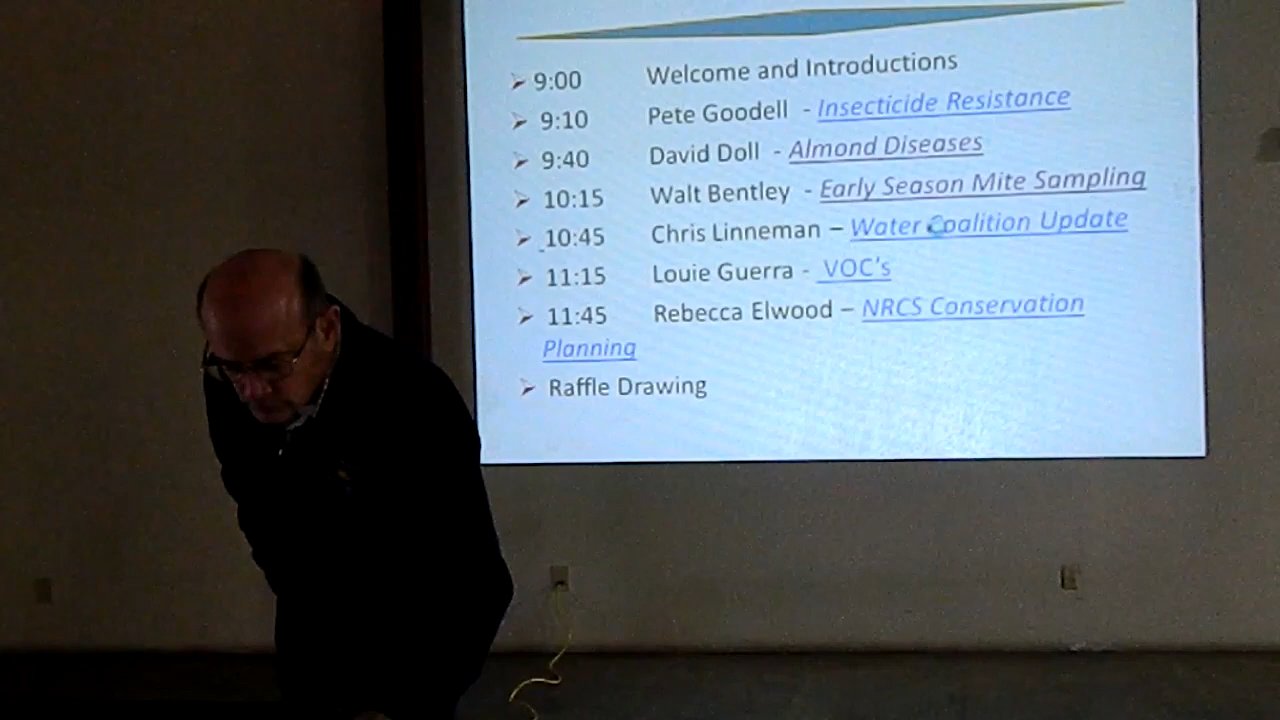 ➢ 9:00 Welcome and Introductions
➢ 9:10 Pete Goodell - Insecticide Resistance
➢ 9:40 David Doll - Almond Diseases
➢ 10:15 Walt Bentley - Early Season Mite Sampling
➢ 10:45 Chris Linneman – Water Coalition Update
➢ 11:15 Louie Guerra - VOC's
➢ 11:45 Rebecca Elwood – NRCS Conservation
Planning
➢ Raffle Drawing